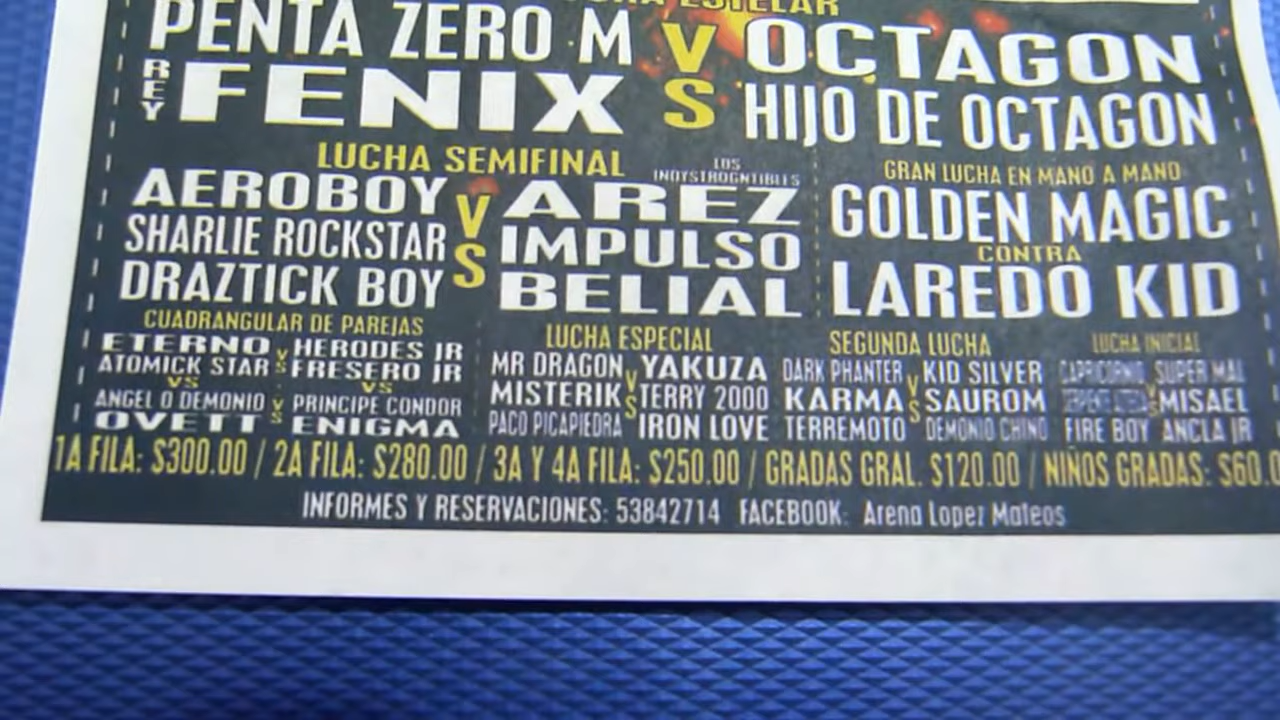 LUCHA ESTELAR
PENTA ZERO M
REY FENIX
VS
OCTAGON
HIJO DE OCTAGON
LUCHA SEMIFINAL
AEROBOY
SHARLIE ROCKSTAR
DRAZTICK BOY
VS
LOS
INDYSTROGNTIBLES
AREZ
IMPULSO
BELIAL
GRAN LUCHA EN MANO A MANO
GOLDEN MAGIC
CONTRA
LAREDO KID
CUADRANGULAR DE PAREJAS
ETERNO
ATOMICK STAR
VS
HERODES JR
FRESERO JR
VS
VS
ANGEL O DEMONIO
OVETT
VS
PRINCIPE CONDOR
ENIGMA
LUCHA ESPECIAL
MR DRAGON
MISTERIK
PACO PICAPIEDRA
VS
YAKUZA
TERRY 2000
IRON LOVE
SEGUNDA LUCHA
DARK PHANTER
KARMA
TERREMOTO
VS
KID SILVER
SAUROM
DEMONIO CHINO
LUCHA INICIAL
CAPRICORNIO
FIRE BOY
VS
SUPER MAL
MISAEL
ANCLA JR
1A FILA: $300.00 / 2A FILA: $280.00 / 3A Y 4A FILA: $250.00 / GRADAS GRAL. $120.00 / NIÑOS GRADAS: $60.0
INFORMES Y RESERVACIONES: 53842714 FACEBOOK: Arena Lopez Mateos